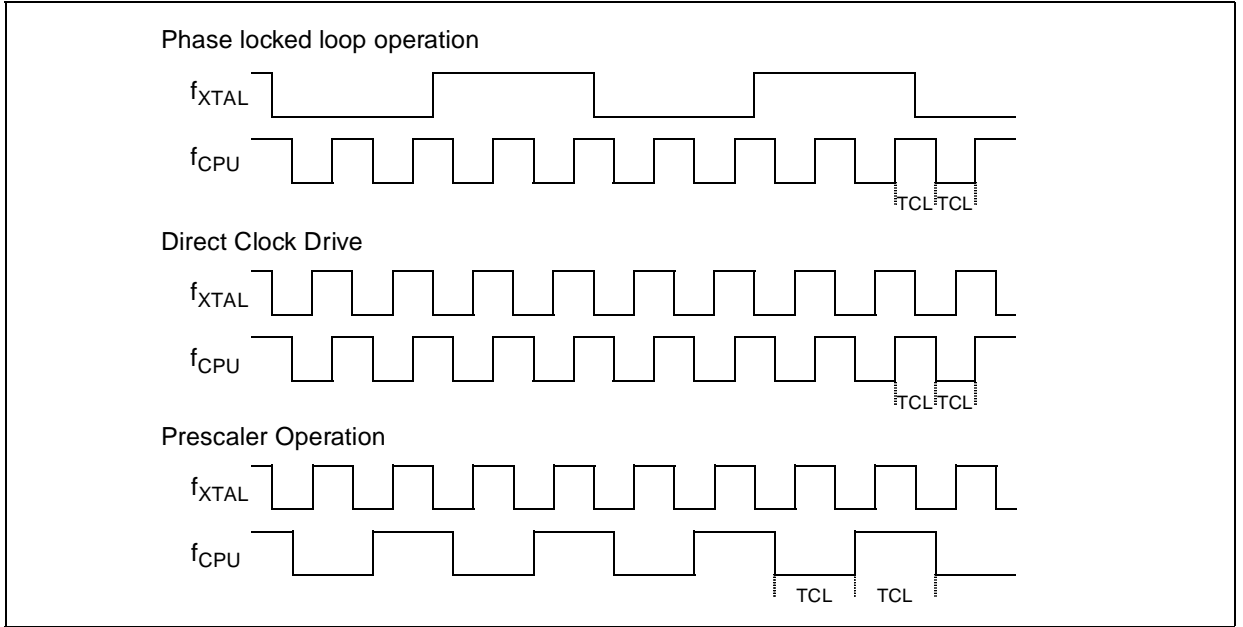 Phase locked loop operation
fXTAL
fCPU
TCL TCL
Direct Clock Drive
fXTAL
fCPU
TCL TCL
Prescaler Operation
fXTAL
fCPU
TCL TCL